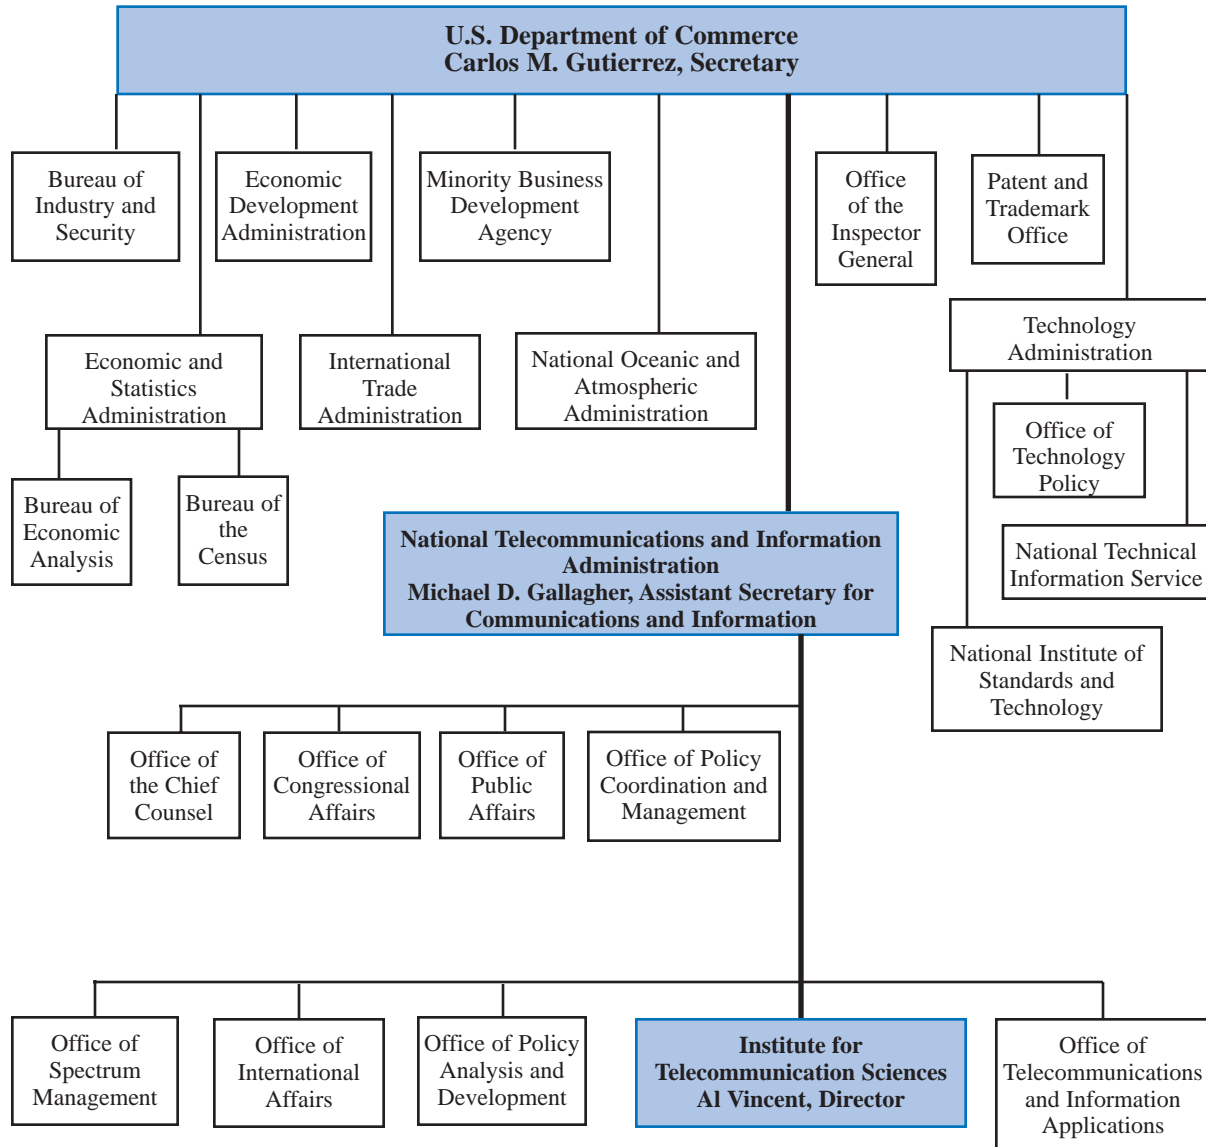 U.S. Department of Commerce
Carlos M. Gutierrez, Secretary
Bureau of
Industry and
Security
Economic
Development
Administration
Minority Business
Development
Agency
Office
of the
Inspector
General
Patent and
Trademark
Office
Economic and
Statistics
Administration
International
Trade
Administration
National Oceanic and
Atmospheric
Administration
Technology
Administration
Office of
Technology
Policy
Bureau of
Economic
Analysis
Bureau of
the
Census
National Telecommunications and Information
Administration
Michael D. Gallagher, Assistant Secretary for
Communications and Information
National Technical
Information Service
National Institute of
Standards and
Technology
Office of
the Chief
Counsel
Office of
Congressional
Affairs
Office of
Public
Affairs
Office of Policy
Coordination and
Management
Office of
Spectrum
Management
Office of
International
Affairs
Office of Policy
Analysis and
Development
Institute for
Telecommunication Sciences
Al Vincent, Director
Office of
Telecommunications
and Information
Applications